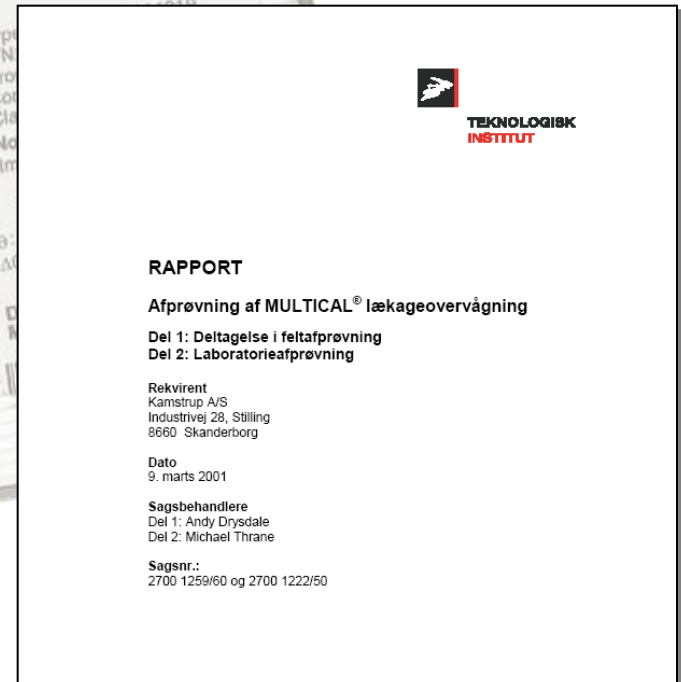 TEKNOLOGISK
INSTITUT
RAPPORT
Afprøvning af MULTICAL® lækageovervågning
Del 1: Deltagelse i feltafprøvning
Del 2: Laboratorieafprøvning
Rekvirent
Kamstrup A/S
Industrivej 28, Stilling
8660 Skanderborg
Dato
9. marts 2001
Sagsbehandlere
Del 1: Andy Drysdale
Del 2: Michael Thrane
Sagsnr.:
2700 1259/60 og 2700 1222/50